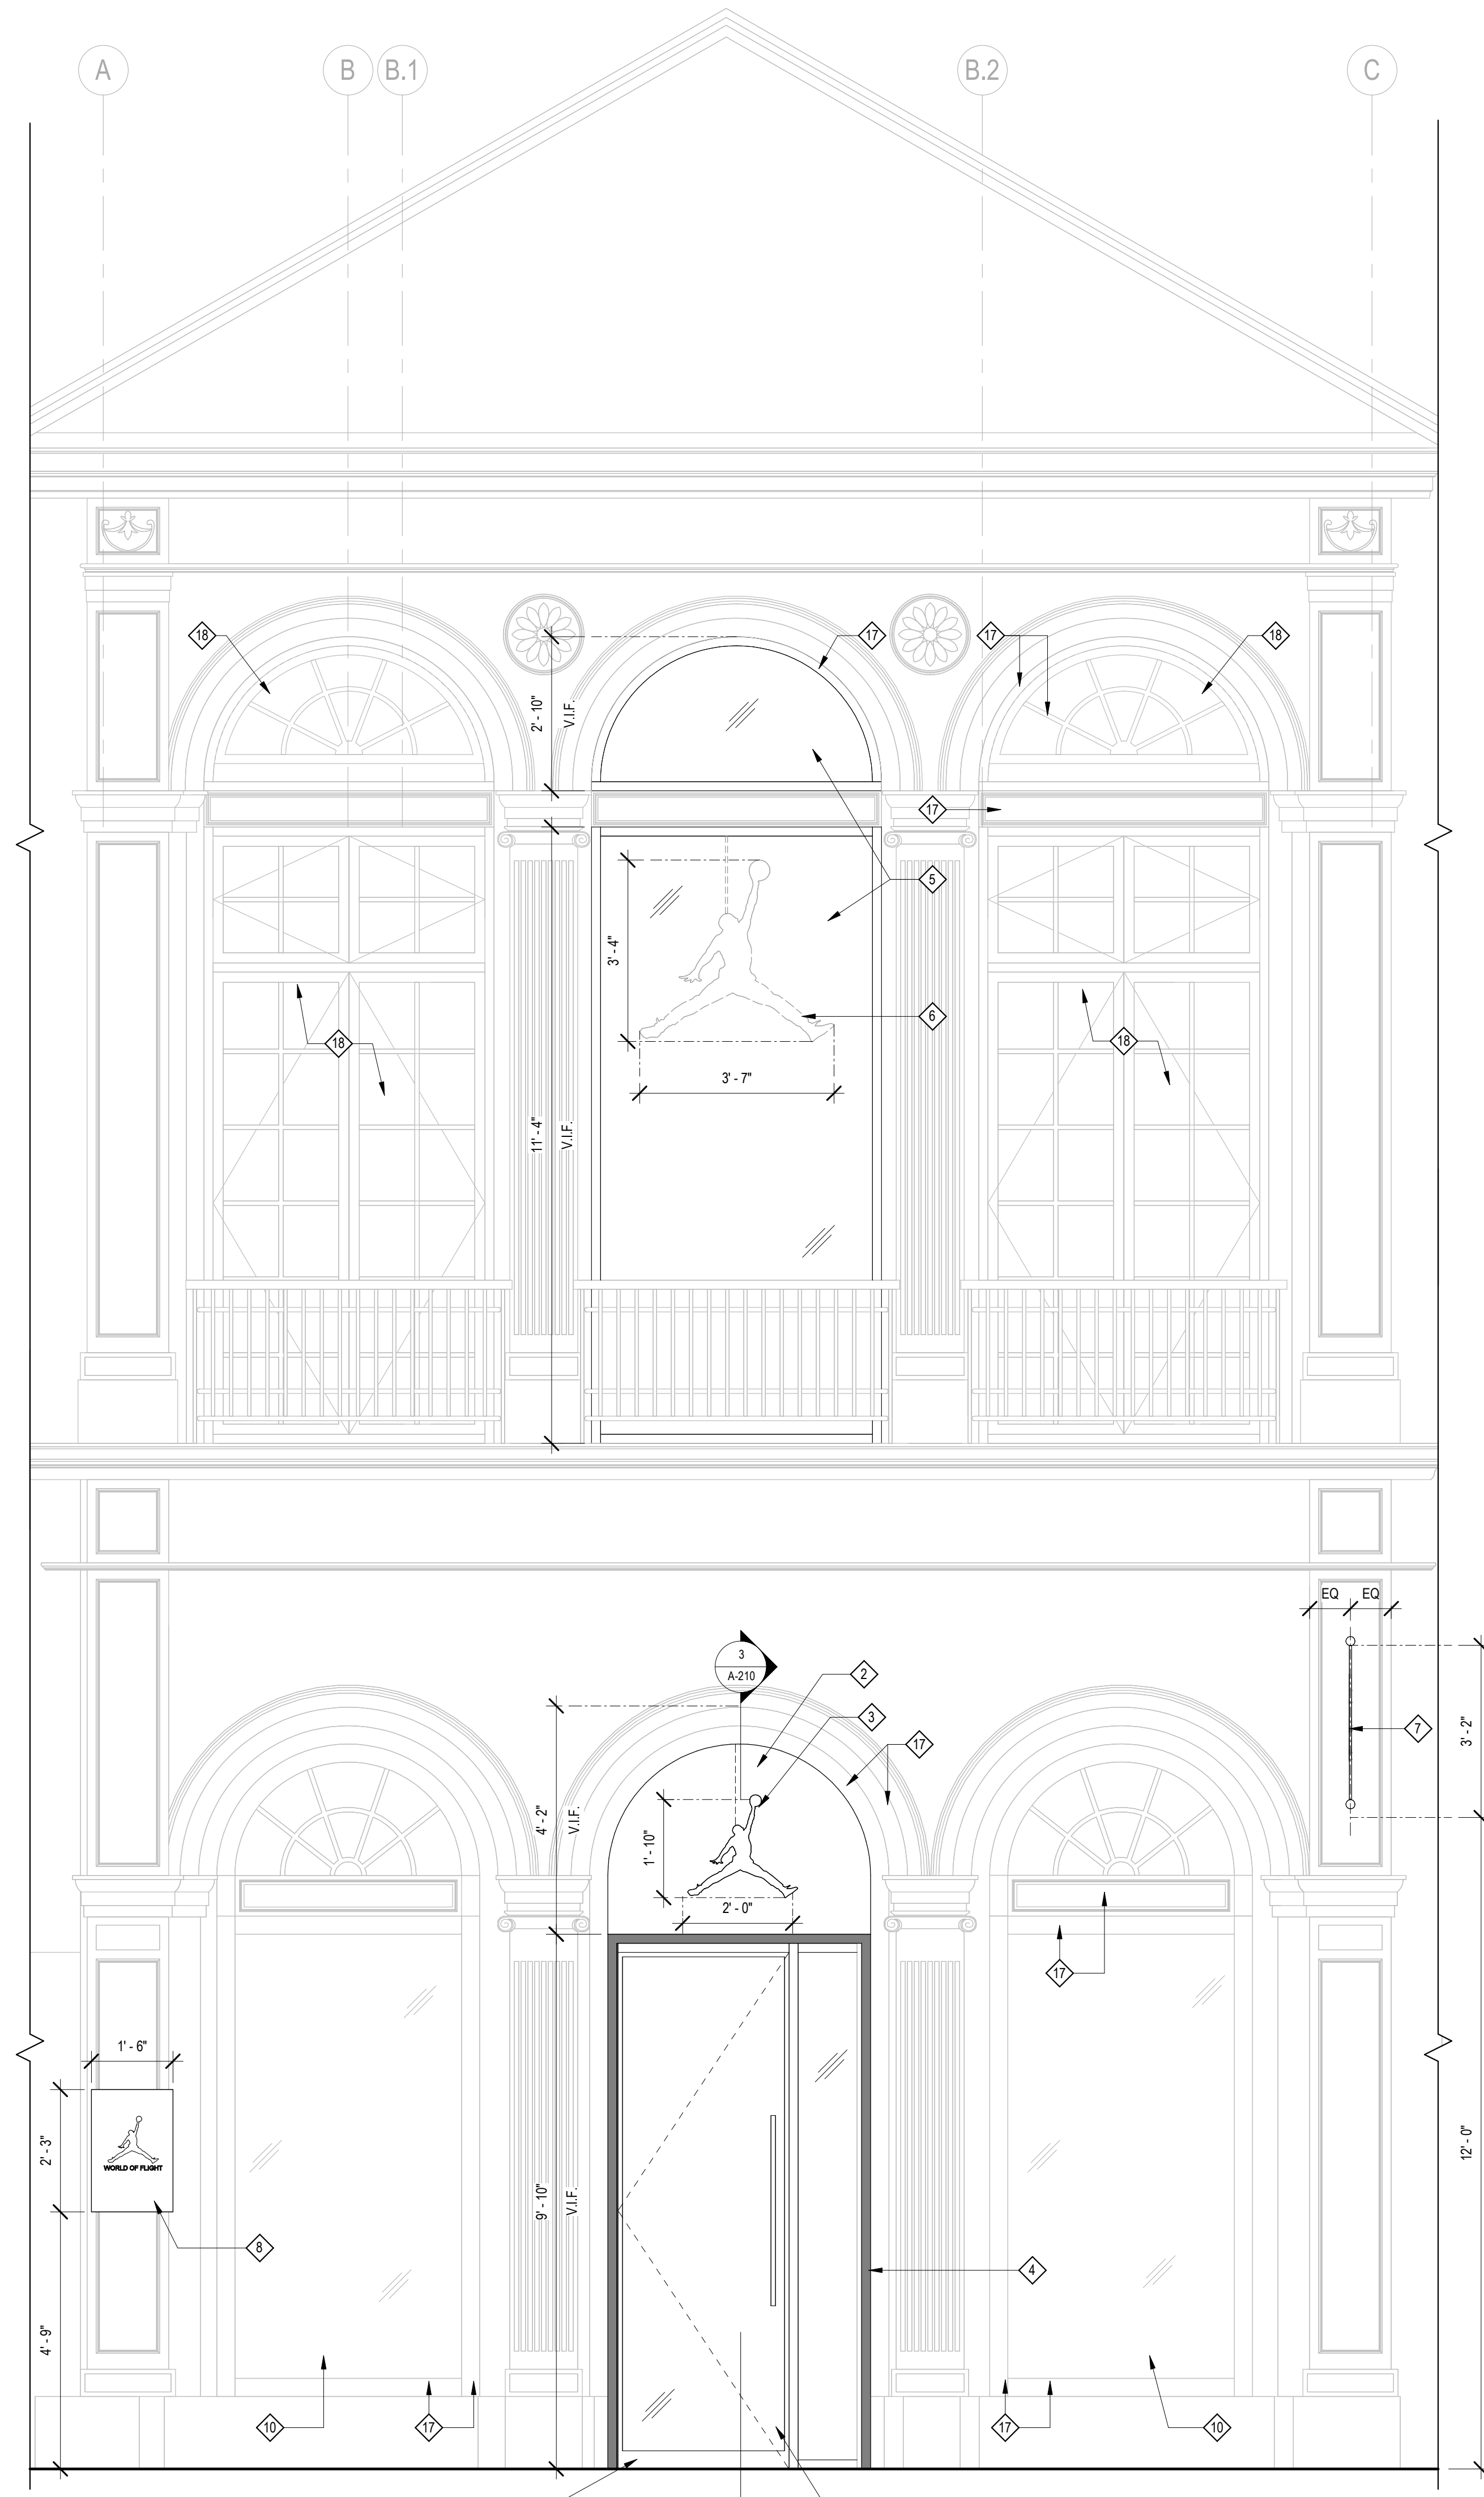 A
B
B.1
B.2
C
18
17
17
18
2' - 10"
V.I.F.
17
5
3' - 4"
6
18
18
3' - 7"
11' - 4"
V.I.F.
EQ
EQ
3
A-210
2
3
7
3' - 2"
17
4' - 2"
V.I.F.
1' - 10"
2' - 0"
17
1' - 6"
2' - 3"
WORLD OF FLIGHT
12' - 0"
9' - 10"
V.I.F.
8
4
4' - 9"
10
17
17
10